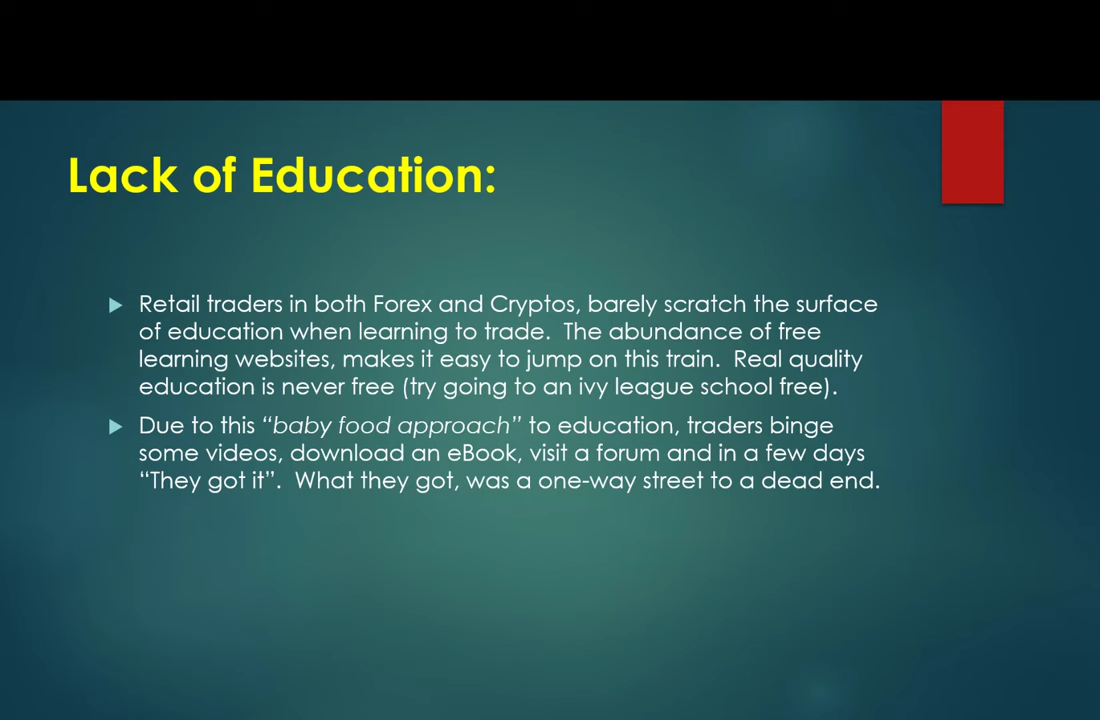 Lack of Education:
Retail traders in both Forex and Cryptos, barely scratch the surface
of education when learning to trade.  The abundance of free
learning websites, makes it easy to jump on this train.  Real quality
education is never free (try going to an ivy league school free).
Due to this “baby food approach” to education, traders binge
some videos, download an eBook, visit a forum and in a few days
“They got it”.  What they got, was a one-way street to a dead end.